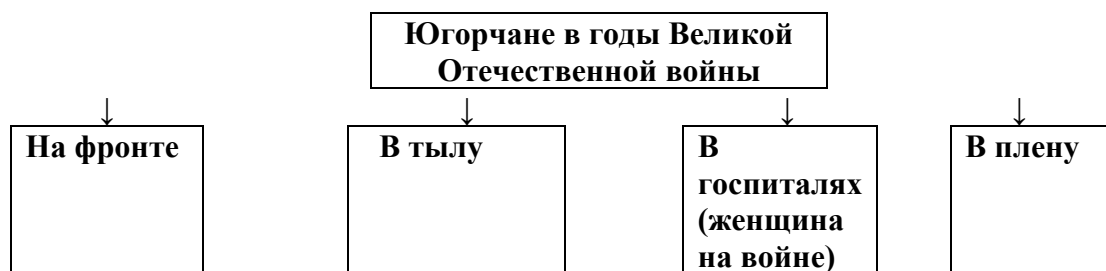 Югорчане в годы Великой
Отечественной войны
На фронте
В тылу
В
госпиталях
(женщина
на войне)
В плену